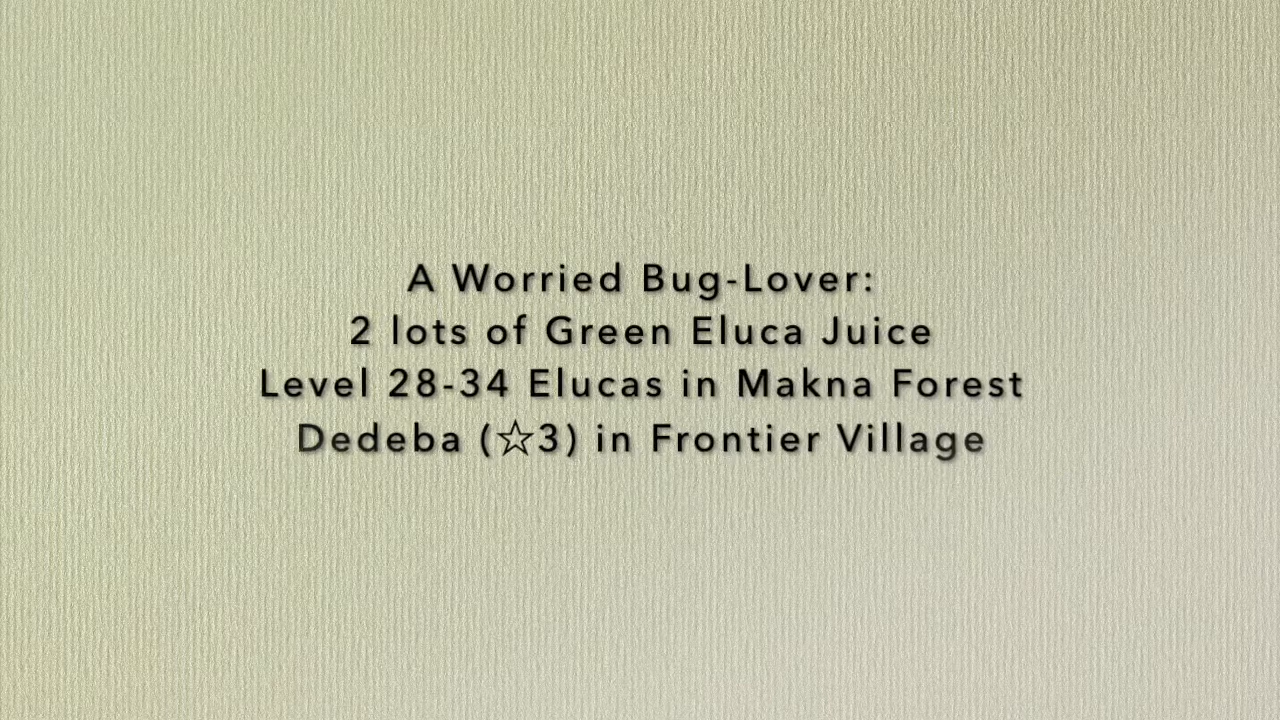 A Worried Bug-Lover:
2 lots of Green Eluca Juice
Level 28-34 Elucas in Makna Forest
Dedeba (☆3) in Frontier Village